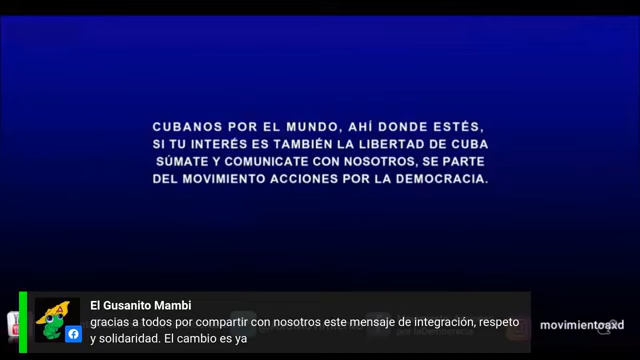 CUBANOS POR EL MUNDO, AHÍ DONDE ESTÉS,
SI TU INTERÉS ES TAMBIÉN LA LIBERTAD DE CUBA
SÚMATE Y COMUNICATE CON NOSOTROS, SE PARTE
DEL MOVIMIENTO ACCIONES POR LA DEMOCRACIA.
El Gusanito Mambi
gracias a todos por compartir con nosotros este mensaje de integración, respeto
y solidaridad. El cambio es ya
movimientoaxd